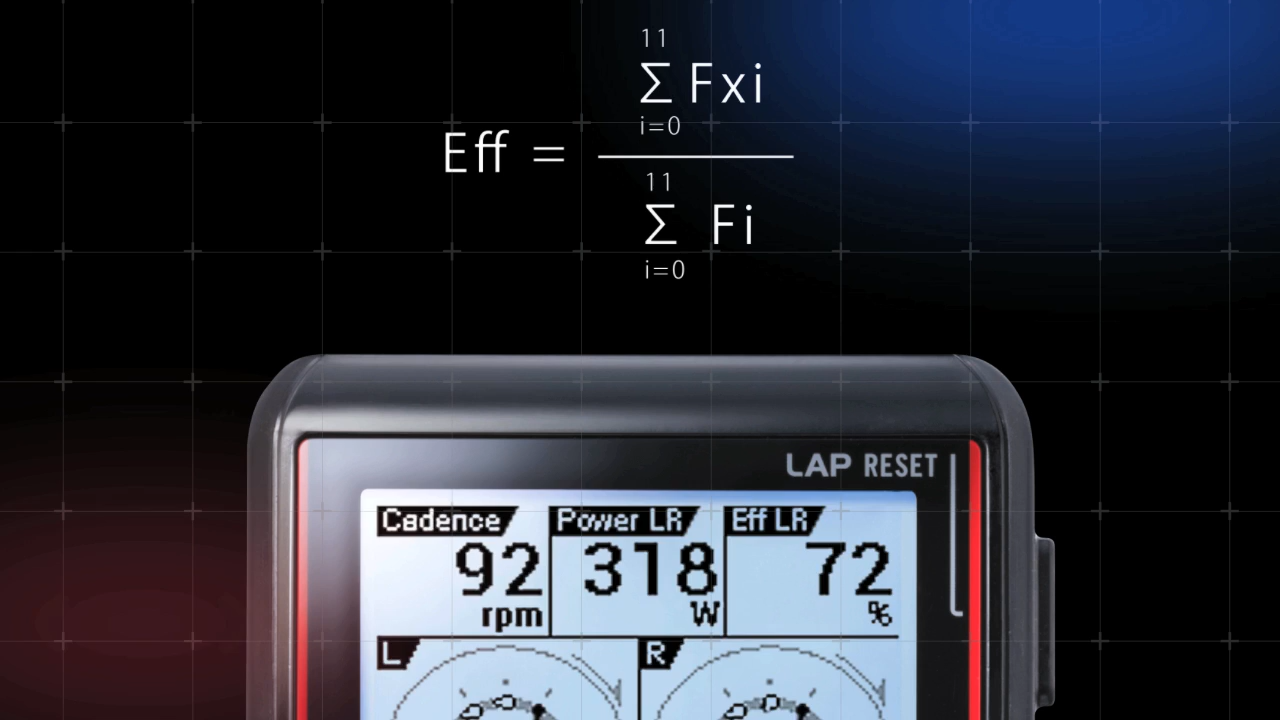 11
Σ Fxi
i=0
Eff =
11
Σ Fi
i=0
LAP RESET
Cadence Power LR Eff LR
92 318 72
rpm W %
L R